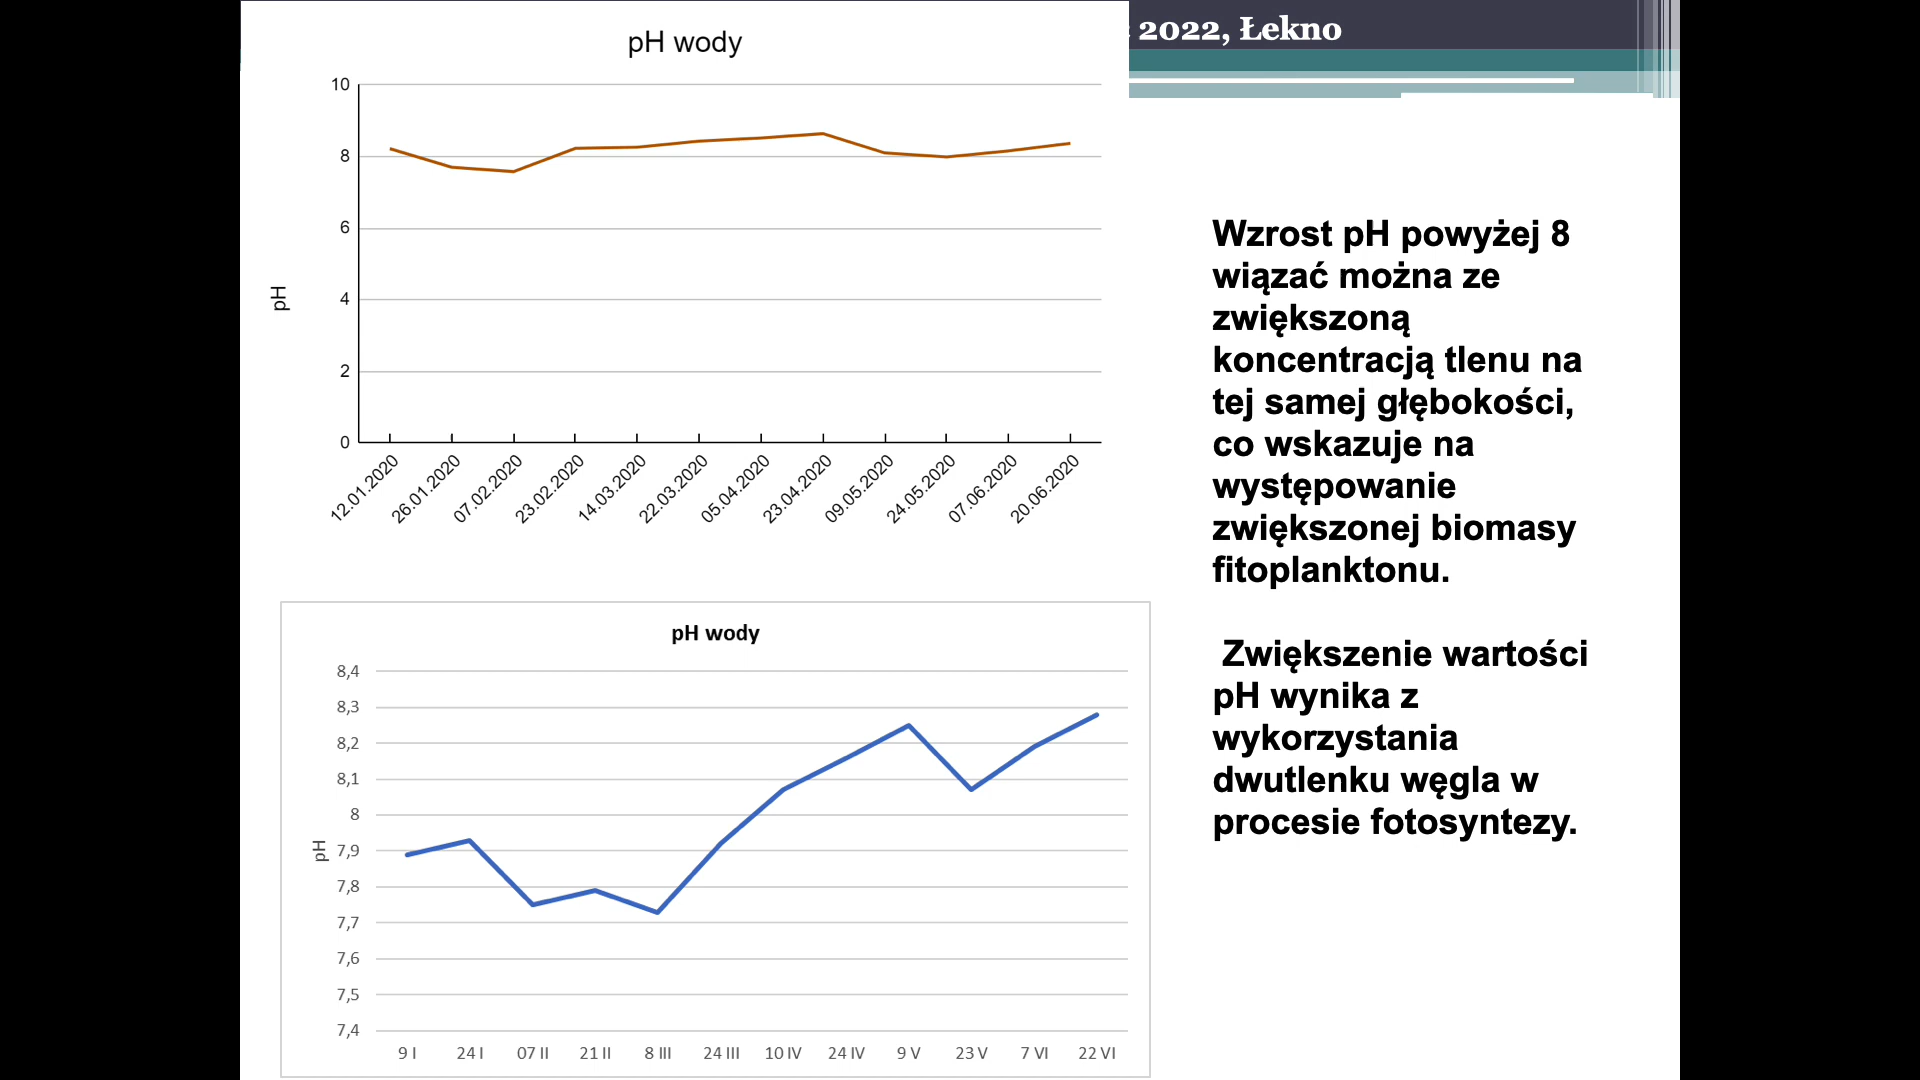 2022, Łekno
pH wody
10
8
6
4
2
0
pH
12.01.2020
26.01.2020
07.02.2020
23.02.2020
14.03.2020
22.03.2020
05.04.2020
23.04.2020
09.05.2020
24.05.2020
07.06.2020
20.06.2020
pH wody
8,4
8,3
8,2
8,1
8
7,9
7,8
7,7
7,6
7,5
7,4
pH
9 I
24 I
07 II
21 II
8 III
24 III
10 IV
24 IV
9 V
23 V
7 VI
22 VI
Wzrost pH powyżej 8
wiązać można ze
zwiększoną
koncentracją tlenu na
tej samej głębokości,
co wskazuje na
występowanie
zwiększonej biomasy
fitoplanktonu.
Zwiększenie wartości
pH wynika z
wykorzystania
dwutlenku węgla w
procesie fotosyntezy.